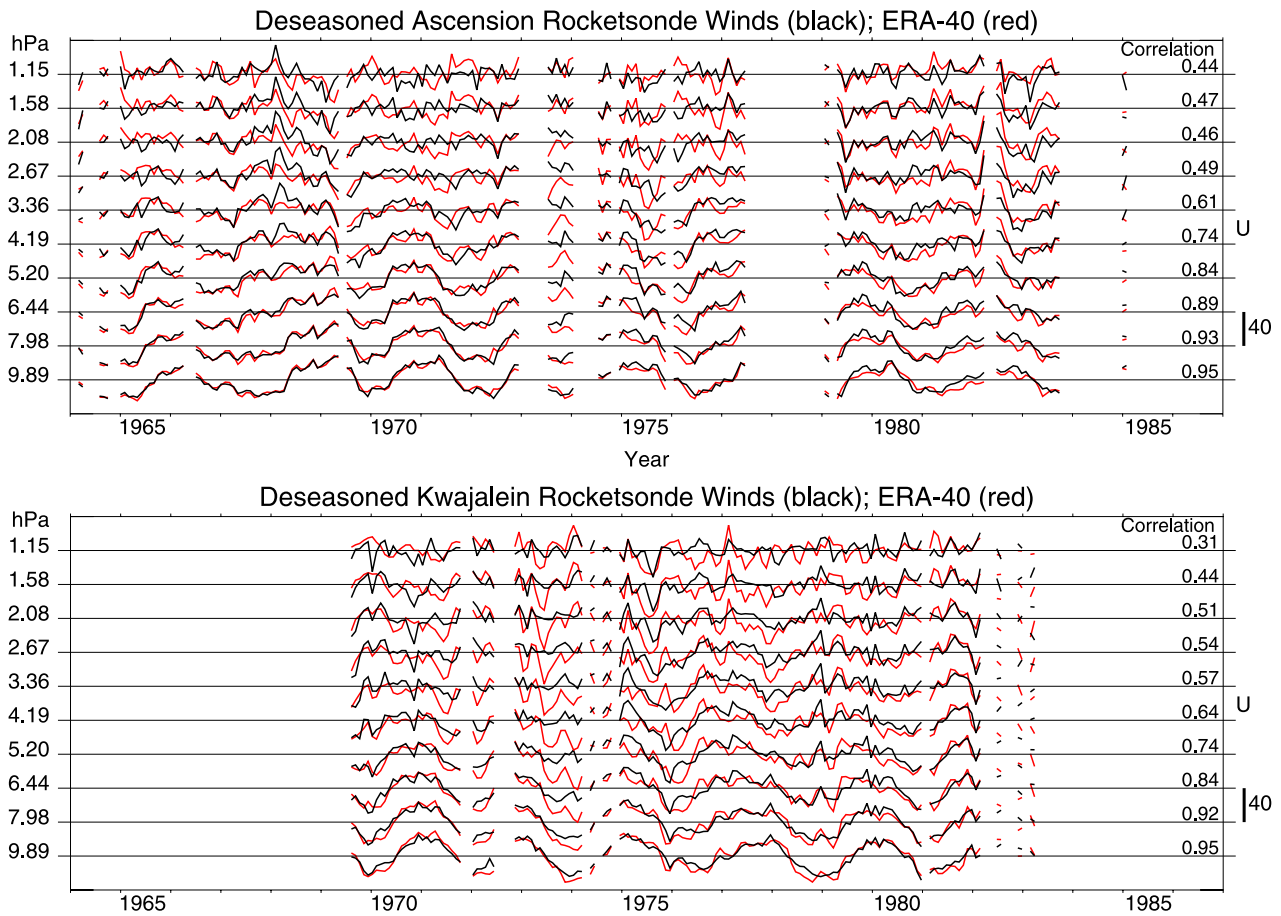 Deseasoned Ascension Rocketsonde Winds (black); ERA-40 (red)
hPa Correlation
1.15 0.44
1.58 0.47
2.08 0.46
2.67 0.49
3.36 0.61
U
4.19 0.74
5.20 0.84
6.44 0.89
40
7.98 0.93
9.89 0.95
1965 1970 1975 1980 1985
Year
Deseasoned Kwajalein Rocketsonde Winds (black); ERA-40 (red)
hPa Correlation
1.15 0.31
1.58 0.44
2.08 0.51
2.67 0.54
3.36 0.57
U
4.19 0.64
5.20 0.74
6.44 0.84
40
7.98 0.92
9.89 0.95
1965 1970 1975 1980 1985